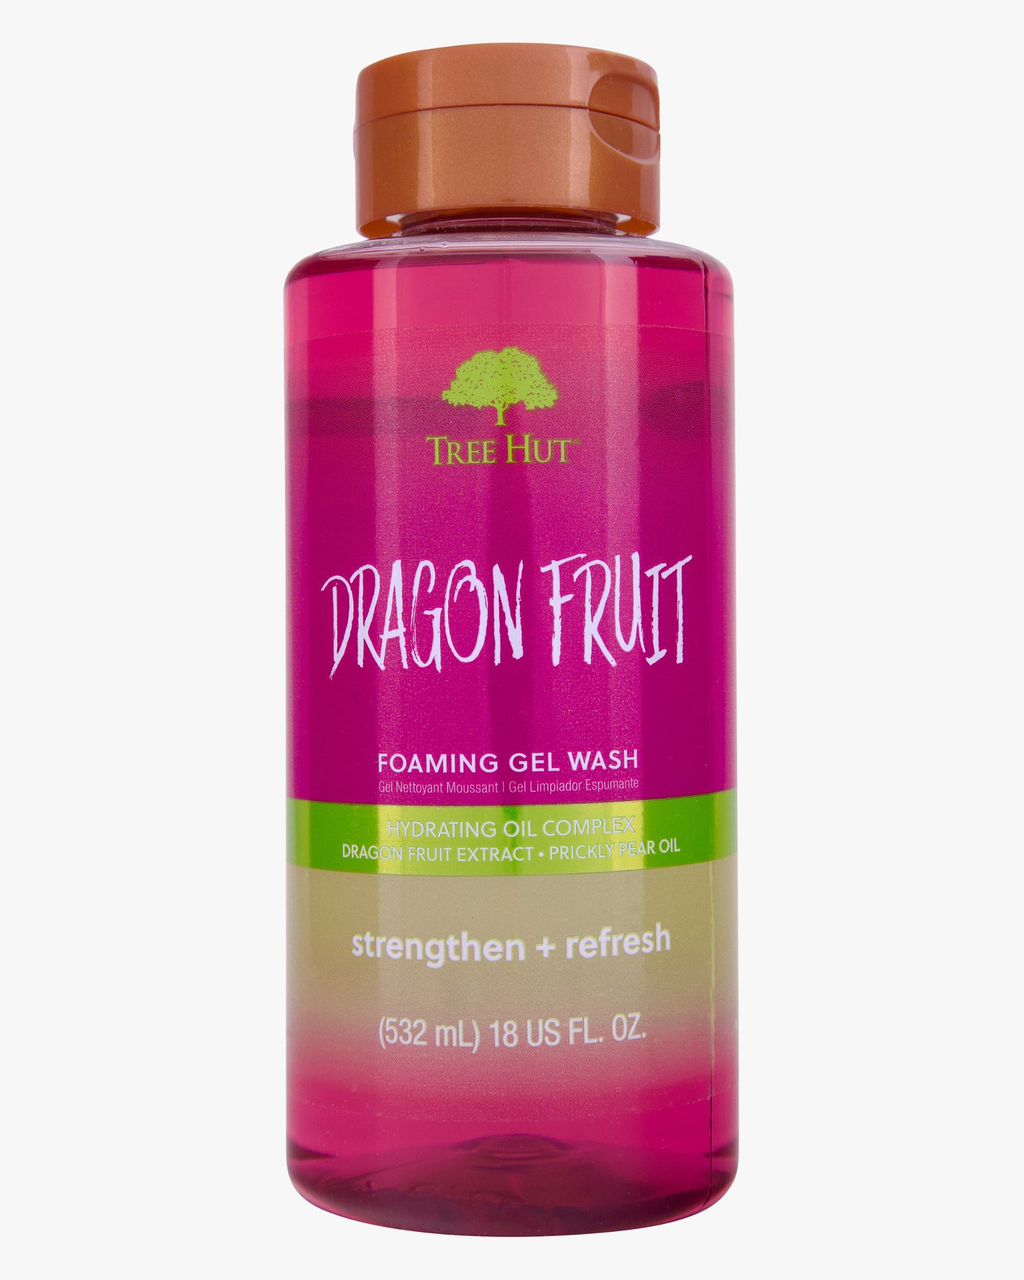 TREE HUT
DRAGON FRUIT
FOAMING GEL WASH
Gel Nettoyant Moussant | Gel Limpiador Espumante
HYDRATING OIL COMPLEX
DRAGON FRUIT EXTRACT • PRICKLY PEAR OIL
strengthen + refresh
(532 mL) 18 US FL. OZ.